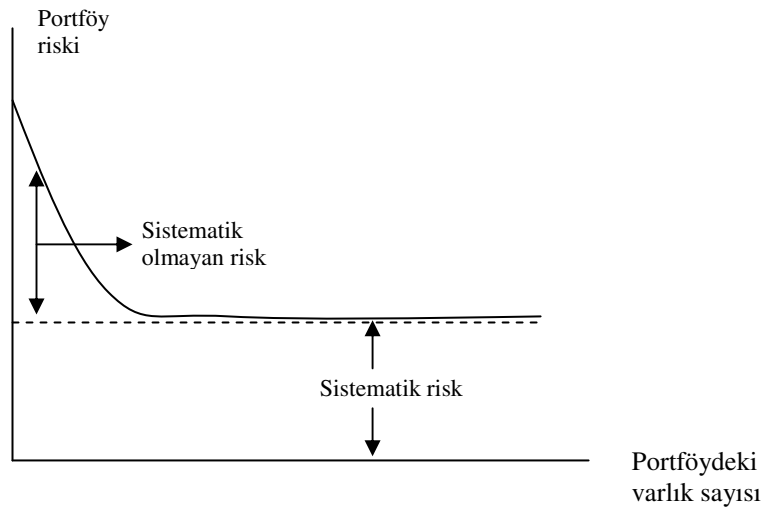 Portföy
riski
Sistematik
olmayan risk
Sistematik risk
Portföydeki
varlık sayısı